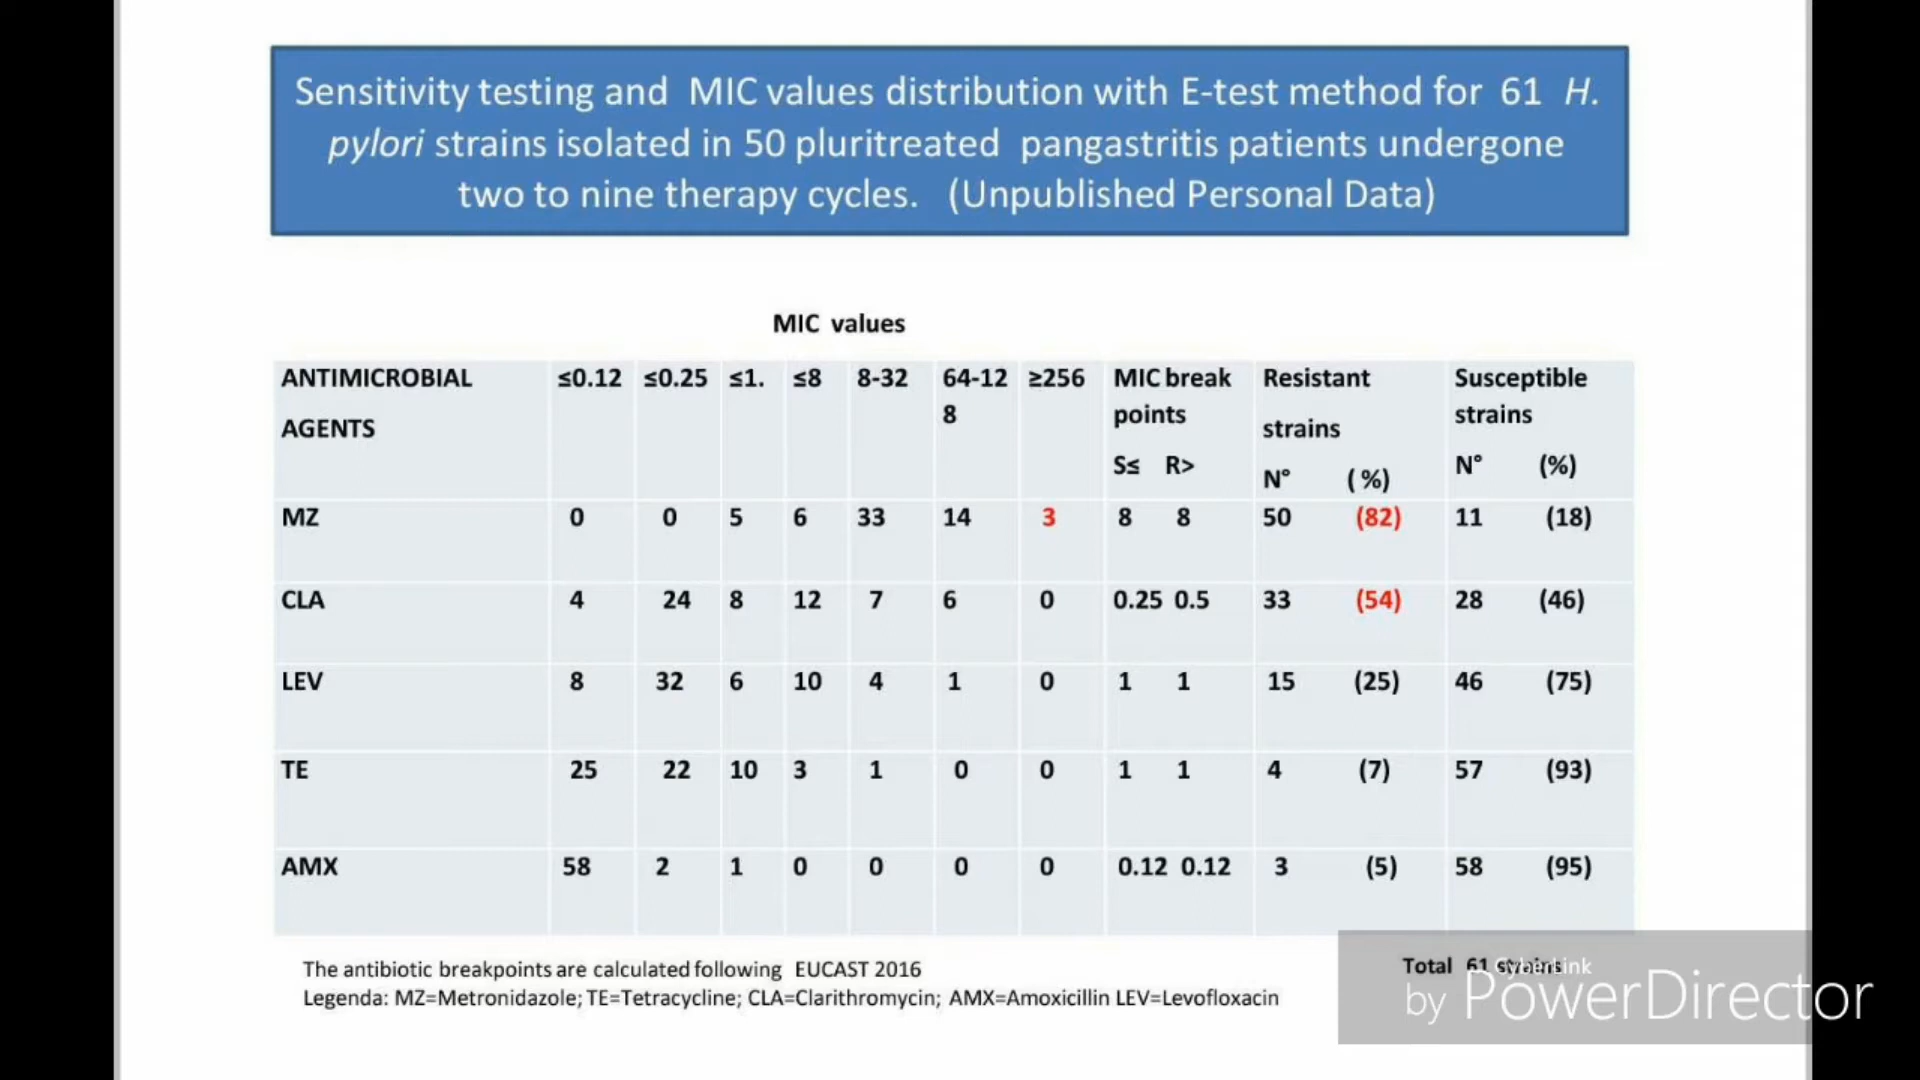 Sensitivity testing and MIC values distribution with E-test method for 61 H.
pylori strains isolated in 50 pluritreated pangastritis patients undergone
two to nine therapy cycles. (Unpublished Personal Data)
MIC values
ANTIMICROBIAL AGENTS ≤0.12 ≤0.25 ≤1. ≤8 8-32 64-128 ≥256 MIC break points S≤ R> Resistant strains N° ( %) Susceptible strains N° (%)
MZ 0 0 5 6 33 14 3 8 8 50 (82) 11 (18)
CLA 4 24 8 12 7 6 0 0.25 0.5 33 (54) 28 (46)
LEV 8 32 6 10 4 1 0 1 1 15 (25) 46 (75)
TE 25 22 10 3 1 0 0 1 1 4 (7) 57 (93)
AMX 58 2 1 0 0 0 0 0.12 0.12 3 (5) 58 (95)
The antibiotic breakpoints are calculated following EUCAST 2016
Legenda: MZ=Metronidazole; TE=Tetracycline; CLA=Clarithromycin; AMX=Amoxicillin LEV=Levofloxacin
Total 61 strains
CyberLink
by PowerDirector